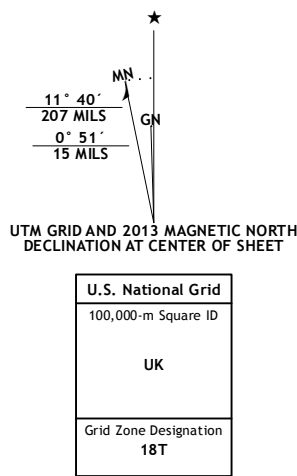 ★
MN
GN
11° 40´
207 MILS
0° 51´
15 MILS
UTM GRID AND 2013 MAGNETIC NORTH
DECLINATION AT CENTER OF SHEET
U.S. National Grid
100,000-m Square ID
UK
Grid Zone Designation
18T